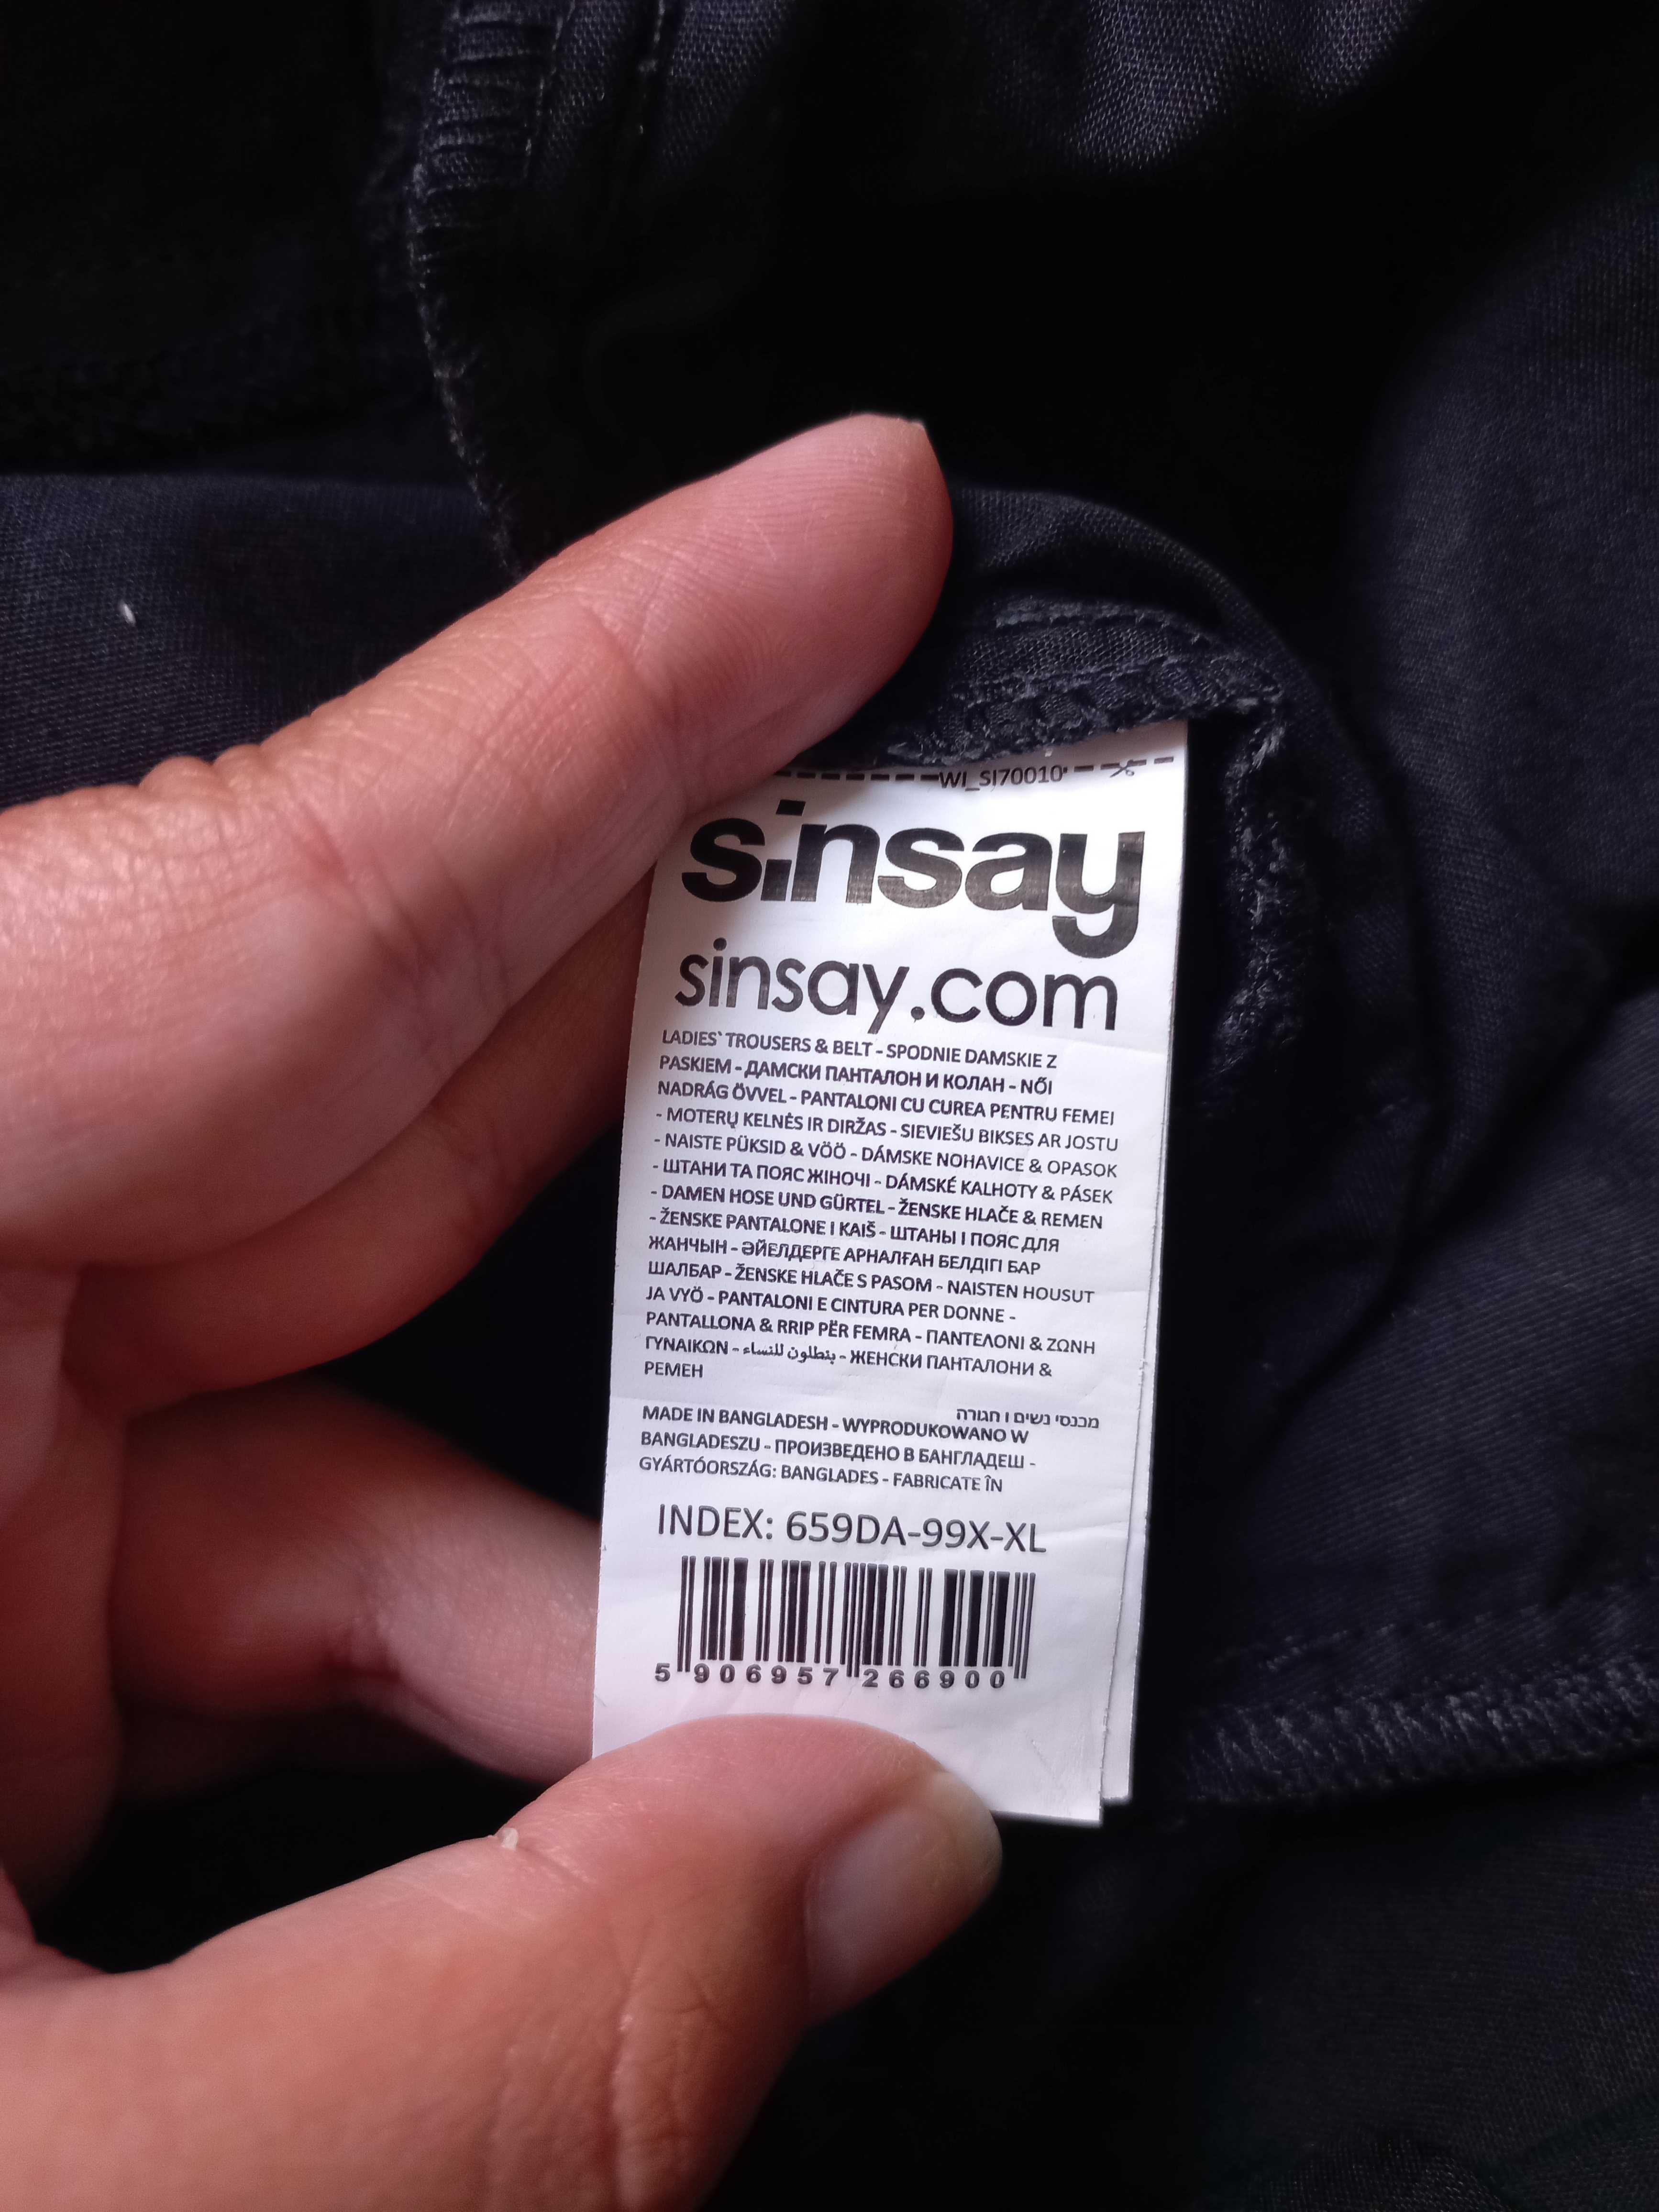 WI_SI70010
sinsay
sinsay.com
LADIES` TROUSERS & BELT - SPODNIE DAMSKIE Z
PASKIEM - ДАМСКИ ПАНТАЛОН И КОЛАН - NŐI
NADRÁG ÖVVEL - PANTALONI CU CUREA PENTRU FEMEI
- MOTERŲ KELNĖS IR DIRŽAS - SIEVIEŠU BIKSES AR JOSTU
- NAISTE PÜKSID & VÖÖ - DÁMSKE NOHAVICE & OPASOK
- ШТАНИ ТА ПОЯС ЖІНОЧІ - DÁMSKÉ KALHOTY & PÁSEK
- DAMEN HOSE UND GÜRTEL - ŽENSKE HLAČE & REMEN
- ŽENSKE PANTALONE I KAIŠ - ШТАНЫ І ПОЯС ДЛЯ
ЖАНЧЫН - ӘЙЕЛДЕРГЕ АРНАЛҒАН БЕЛДІГІ БАР
ШАЛБАР - ŽENSKE HLAČE S PASOM - NAISTEN HOUSUT
JA VYÖ - PANTALONI E CINTURA PER DONNE -
PANTALLONA & RRIP PËR FEMRA - ΠΑΝΤΕΛΟΝΙ & ΖΩΝΗ
ΓΥΝΑΙΚΩΝ - بنطلون للنساء - ЖЕНСКИ ПАНТАЛОНИ &
РЕМЕН
מכנסי נשים ו חגורה
MADE IN BANGLADESH - WYPRODUKOWANO W
BANGLADESZU - ПРОИЗВЕДЕНО В БАНГЛАДЕШ -
GYÁRTÓORSZÁG: BANGLADES - FABRICATE ÎN
INDEX: 659DA-99X-XL
5 906957 266900